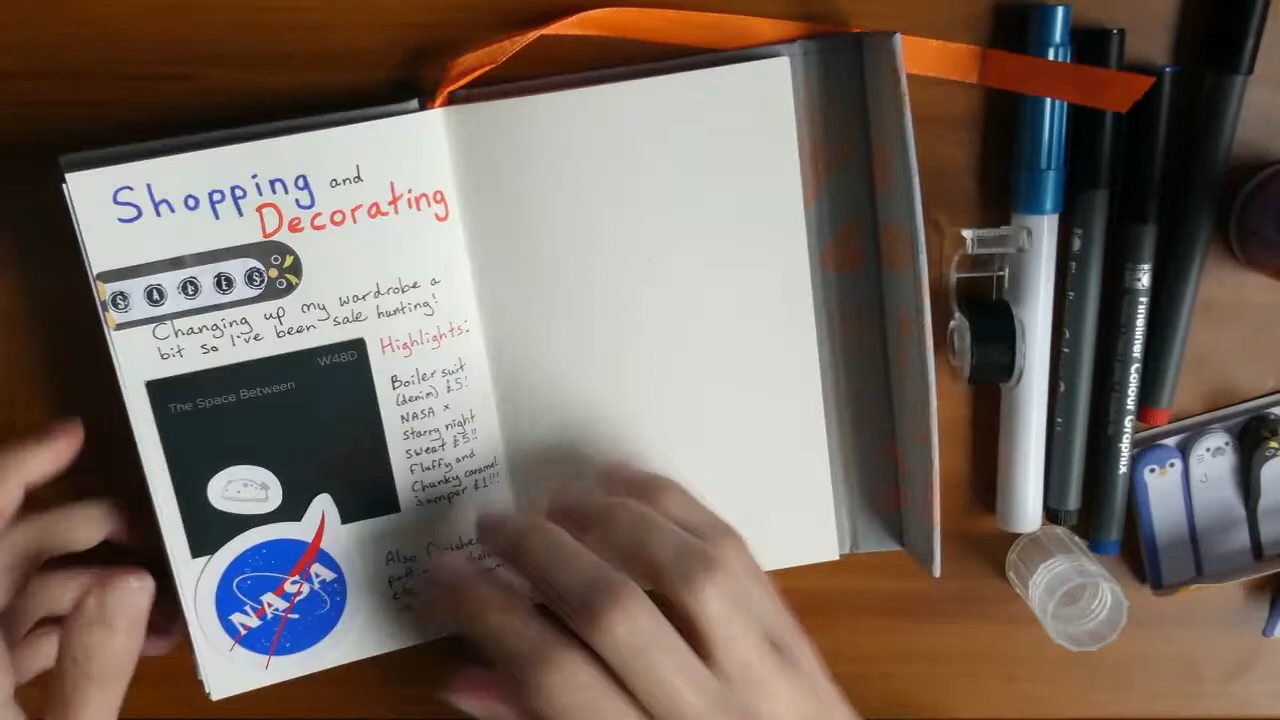 Shopping and
Decorating
SALES
Changing up my wardrobe a
bit so I've been sale hunting!
W48D
The Space Between
Highlights:
Boiler suit
(denim) £5!
NASA x
starry night
sweat £5!!
Fluffy and
Chunky caramel
jumper £1!!!
NASA
Also finished
Fineliner Colour Graphix